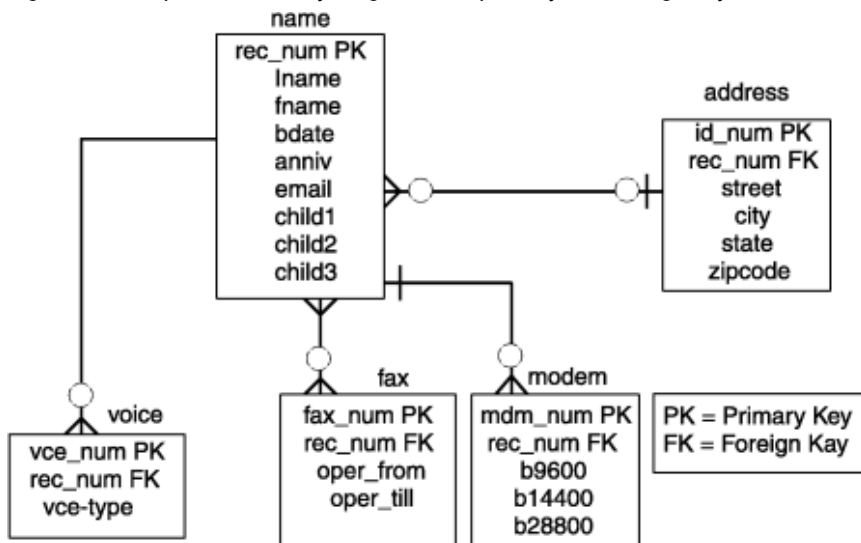 name
rec_num PK
lname
fname
bdate
anniv
email
child1
child2
child3
address
id_num PK
rec_num FK
street
city
state
zipcode
voice
vce_num PK
rec_num FK
vce-type
fax
fax_num PK
rec_num FK
oper_from
oper_till
modem
mdm_num PK
rec_num FK
b9600
b14400
b28800
PK = Primary Key
FK = Foreign Kay